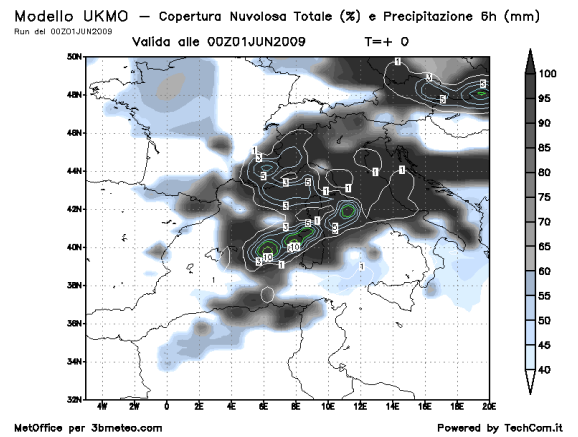 Modello UKMO — Copertura Nuvolosa Totale (%) e Precipitazione 6h (mm)
Run del 00Z01JUN2009
Valida alle 00Z01JUN2009 T=+ 0
50N
48N
46N
44N
42N
40N
38N
36N
34N
32N
4W 2W 0 2E 4E 6E 8E 10E 12E 14E 16E 18E 20E
100
95
90
85
80
75
70
65
60
55
50
45
40
MetOffice per 3bmeteo.com Powered by TechCom.it